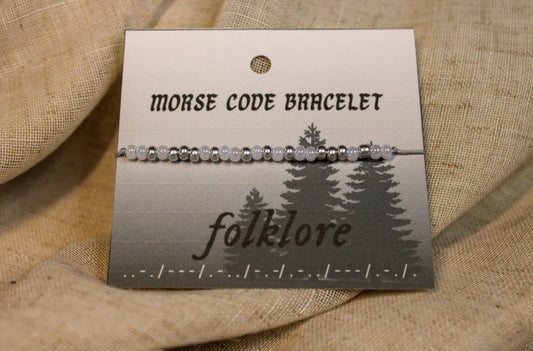 MORSE CODE BRACELET
folklore
..-./---/.-../-.-/.-../---/.-./.